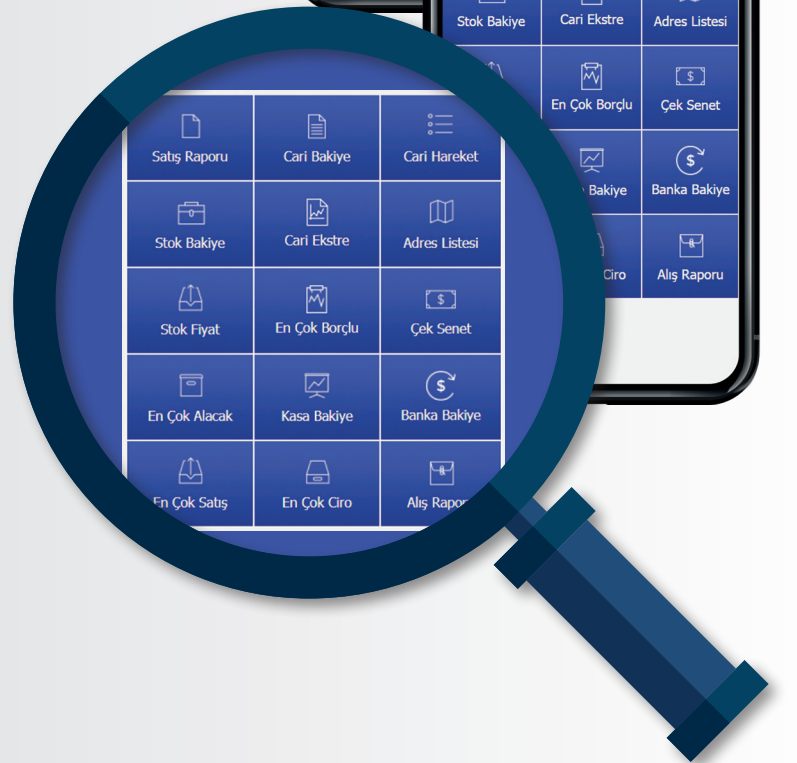 Stok Bakiye Cari Ekstre Adres Listesi
En Çok Borçlu Çek Senet
Bakiye Banka Bakiye
Ciro Alış Raporu
Satış Raporu Cari Bakiye Cari Hareket
Stok Bakiye Cari Ekstre Adres Listesi
Stok Fiyat En Çok Borçlu Çek Senet
En Çok Alacak Kasa Bakiye Banka Bakiye
En Çok Satış En Çok Ciro Alış Rapor